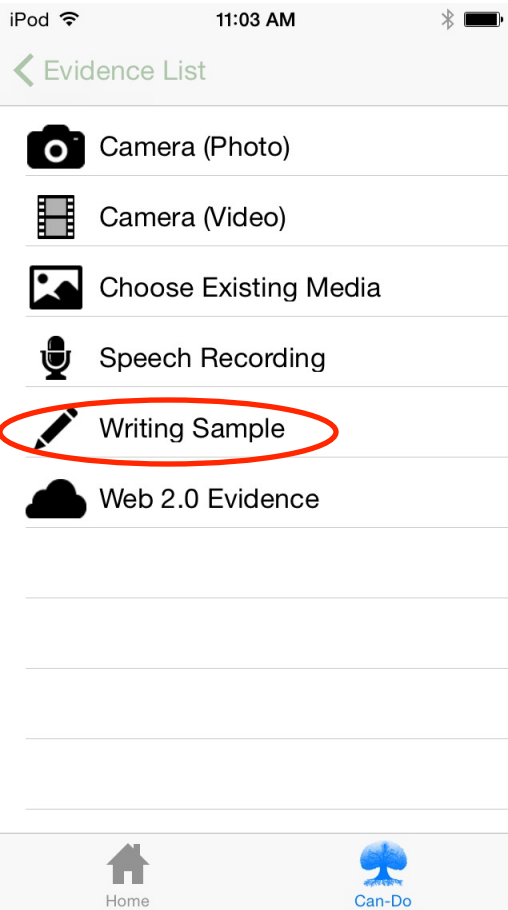 iPod 11:03 AM
Evidence List
Camera (Photo)
Camera (Video)
Choose Existing Media
Speech Recording
Writing Sample
Web 2.0 Evidence
Home Can-Do